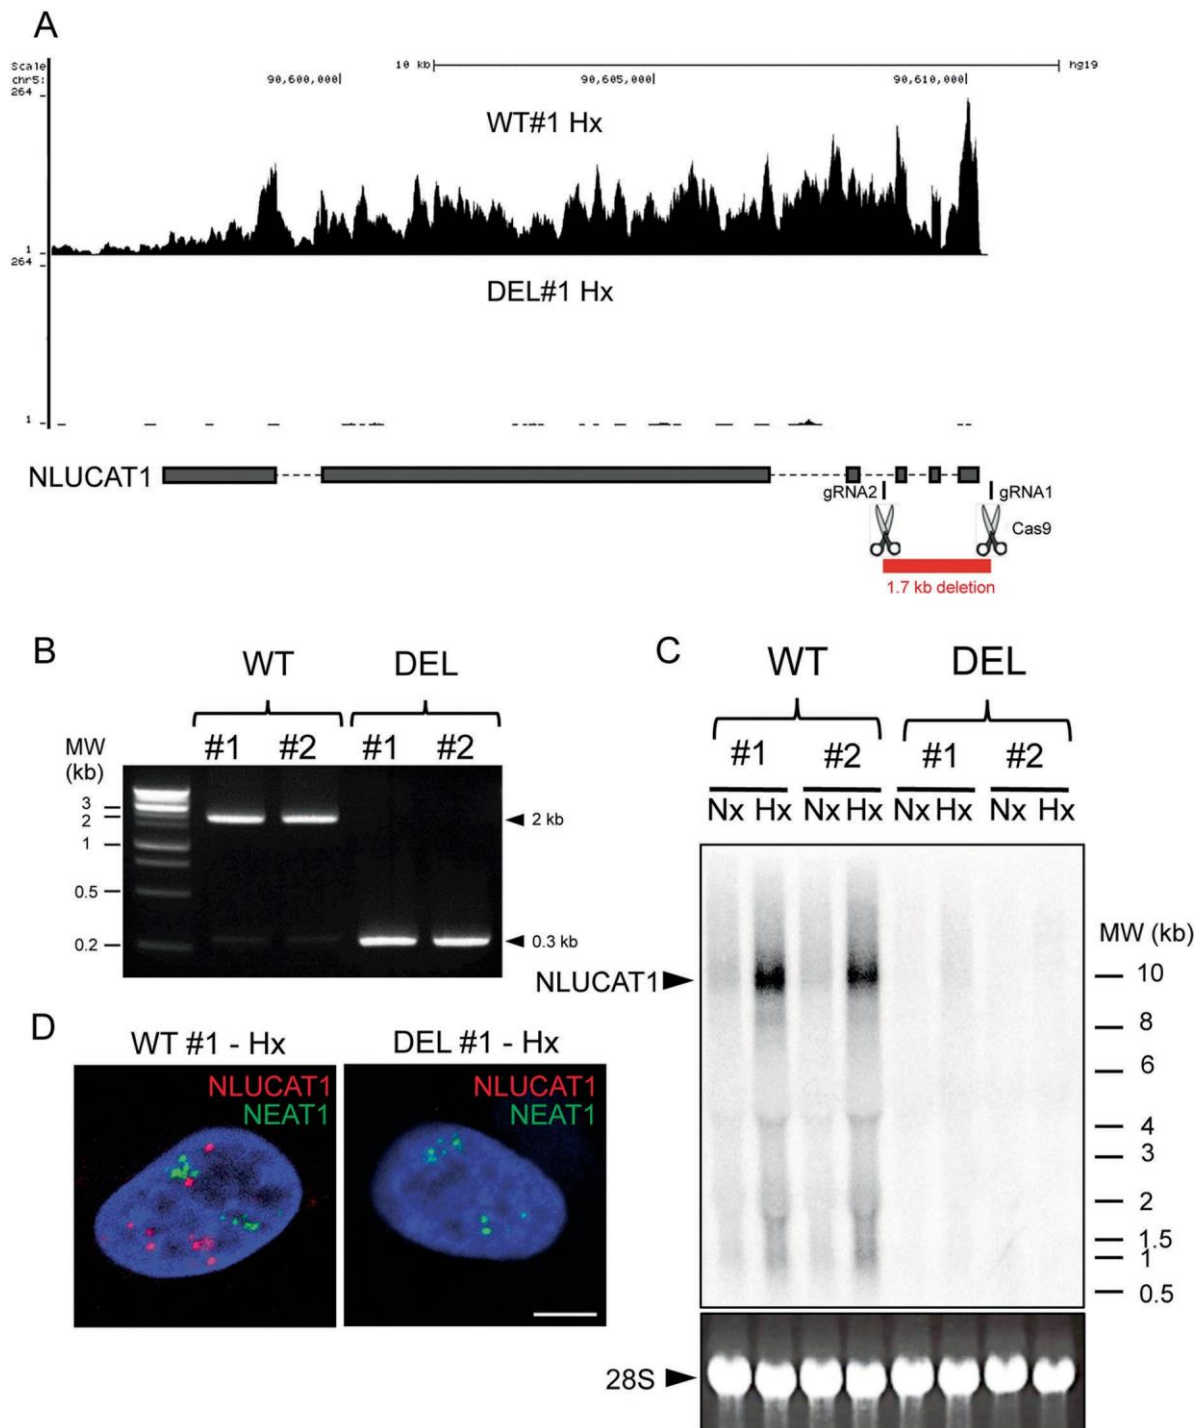 A
Scale 10 kb hg19
chr5: 90,600,000 90,605,000 90,610,000
264
WT#1 Hx
1
264
DEL#1 Hx
1
NLUCAT1
gRNA2 gRNA1
Cas9
1.7 kb deletion
B
WT DEL
#1 #2 #1 #2
MW
(kb)
3
2
1
0.5
0.2
2 kb
0.3 kb
C
WT DEL
#1 #2 #1 #2
Nx Hx Nx Hx Nx Hx Nx Hx
MW (kb)
NLUCAT1
10
8
6
4
3
2
1.5
1
0.5
28S
D
WT #1 - Hx DEL #1 - Hx
NLUCAT1 NLUCAT1
NEAT1 NEAT1